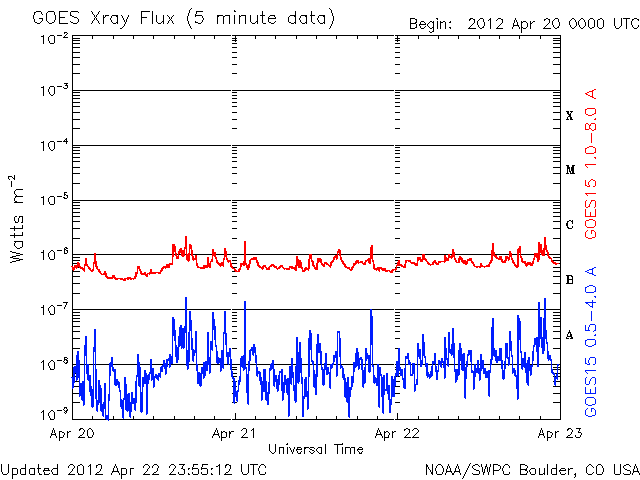 GOES Xray Flux (5 minute data)
Begin: 2012 Apr 20 0000 UTC
10-2
10-3
10-4
10-5
10-6
10-7
10-8
10-9
Watts m-2
X
M
C
B
A
GOES15 1.0-8.0 A
GOES15 0.5-4.0 A
Apr 20
Apr 21
Apr 22
Apr 23
Universal Time
Updated 2012 Apr 22 23:55:12 UTC
NOAA/SWPC Boulder, CO USA